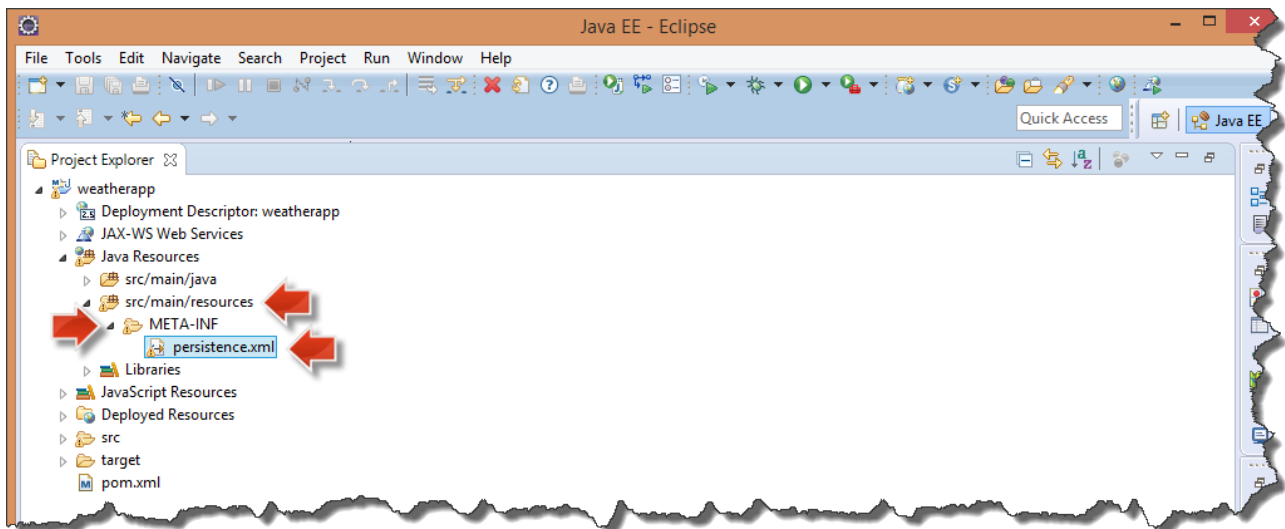 Java EE - Eclipse
File Tools Edit Navigate Search Project Run Window Help
Quick Access Java EE
Project Explorer
weatherapp
Deployment Descriptor: weatherapp
JAX-WS Web Services
Java Resources
src/main/java
src/main/resources
META-INF
persistence.xml
Libraries
JavaScript Resources
Deployed Resources
src
target
pom.xml